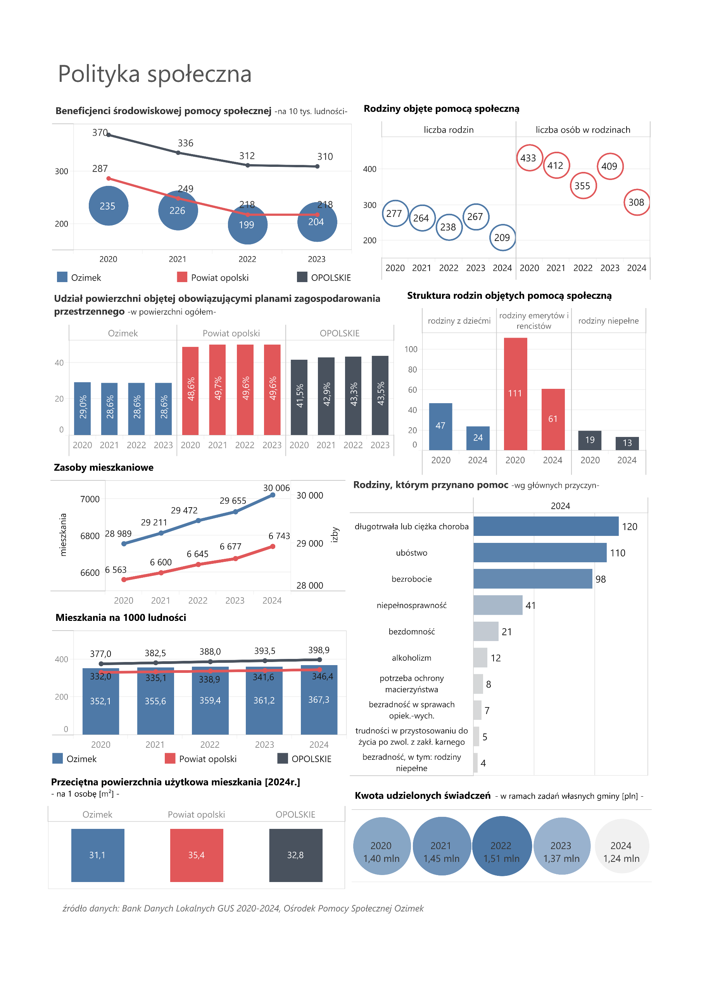 Polityka społeczna
Beneficjenci środowiskowej pomocy społecznej -na 10 tys. ludności-
370
336
312
310
300
287
249
218
218
235
226
199
204
200
2020 2021 2022 2023
Ozimek Powiat opolski OPOLSKIE
Rodziny objęte pomocą społeczną
liczba rodzin liczba osób w rodzinach
400
300
200
277 264 238 267 209
433 412 355 409 308
2020 2021 2022 2023 2024 2020 2021 2022 2023 2024
Udział powierzchni objętej obowiązującymi planami zagospodarowania
przestrzennego -w powierzchni ogółem-
Ozimek Powiat opolski OPOLSKIE
40
20
0
29,0% 28,6% 28,6% 28,6% 48,6% 49,7% 49,6% 49,6% 41,5% 42,9% 43,3% 43,5%
2020 2021 2022 2023 2020 2021 2022 2023 2020 2021 2022 2023
Struktura rodzin objętych pomocą społeczną
rodziny z dziećmi
rodziny emerytów i
rencistów
rodziny niepełne
100
80
60
40
20
0
47 24 111 61 19 13
2020 2024 2020 2024 2020 2024
Zasoby mieszkaniowe
mieszkania
7000
6800
6600
28 989 29 211 29 472 29 655 30 006
6 563 6 600 6 645 6 677 6 743
30 000
29 000
28 000
izby
2020 2021 2022 2023 2024
Mieszkania na 1000 ludności
400
200
0
377,0 382,5 388,0 393,5 398,9
332,0 335,1 338,9 341,6 346,4
352,1 355,6 359,4 361,2 367,3
2020 2021 2022 2023 2024
Ozimek Powiat opolski OPOLSKIE
Rodziny, którym przynano pomoc -wg głównych przyczyn-
2024
długotrwała lub ciężka choroba 120
ubóstwo 110
bezrobocie 98
niepełnosprawność 41
bezdomność 21
alkoholizm 12
potrzeba ochrony
macierzyństwa 8
bezradność w sprawach
opiek.-wych. 7
trudności w przystosowaniu do
życia po zwol. z zakł. karnego 5
bezradność, w tym: rodziny
niepełne 4
Przeciętna powierzchnia użytkowa mieszkania [2024r.]
- na 1 osobę [m²] -
Ozimek Powiat opolski OPOLSKIE
31,1 35,4 32,8
Kwota udzielonych świadczeń - w ramach zadań własnych gminy [pln] -
2020 2021 2022 2023 2024
1,40 mln 1,45 mln 1,51 mln 1,37 mln 1,24 mln
źródło danych: Bank Danych Lokalnych GUS 2020-2024, Ośrodek Pomocy Społecznej Ozimek